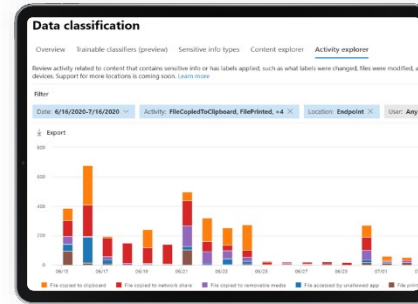 Data classification
Overview Trainable classifiers (preview) Sensitive info types Content explorer Activity explorer
Review activity related to content that contains sensitive info or has labels applied, such as what labels were changed, files were modified, a
devices. Support for more locations is coming soon. Learn more
Filter
Date: 6/16/2020-7/16/2020 Activity: FileCopiedToClipboard, FilePrinted, +4 × Location: Endpoint × User: Any
Export
800
600
400
200
0
06/15 06/17 06/19 06/21 06/23 06/25 06/27 07/01
File copied to clipboard File copied to network share File copied to removable media File accessed by unallowed app File print